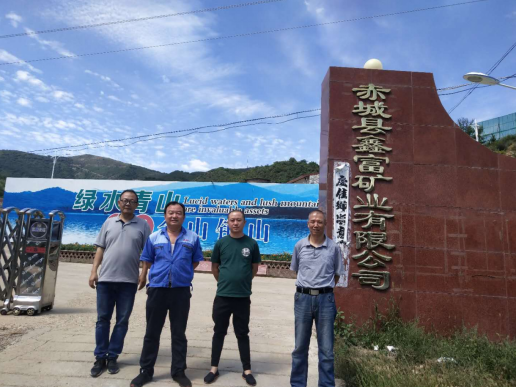 绿水青山
Lucid waters and lush mountains
are invaluable assets
金山银山
赤城县鑫富矿业有限公司